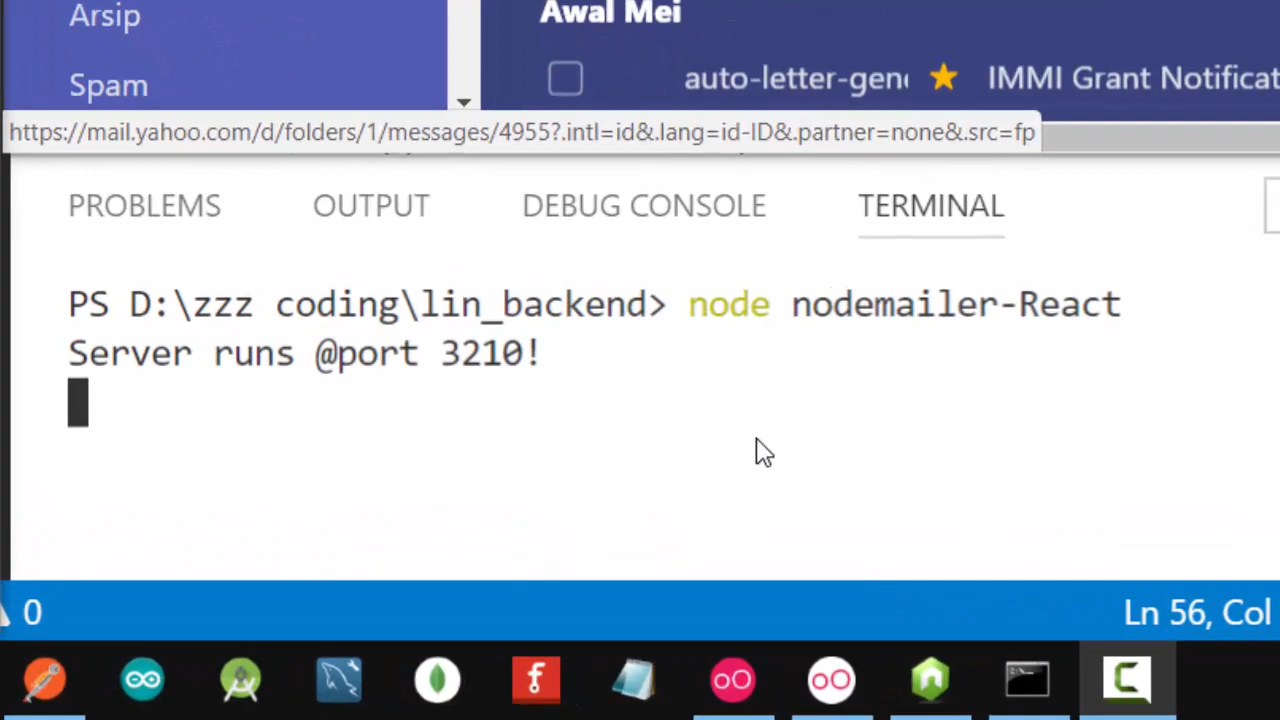 Arsip
Awal Mei
Spam
auto-letter-gen
IMMI Grant Notificat
https://mail.yahoo.com/d/folders/1/messages/4955?.intl=id&.lang=id-ID&.partner=none&.src=fp
PROBLEMS OUTPUT DEBUG CONSOLE TERMINAL
PS D:\zzz coding\lin_backend> node nodemailer-React
Server runs @port 3210!
0
Ln 56, Col